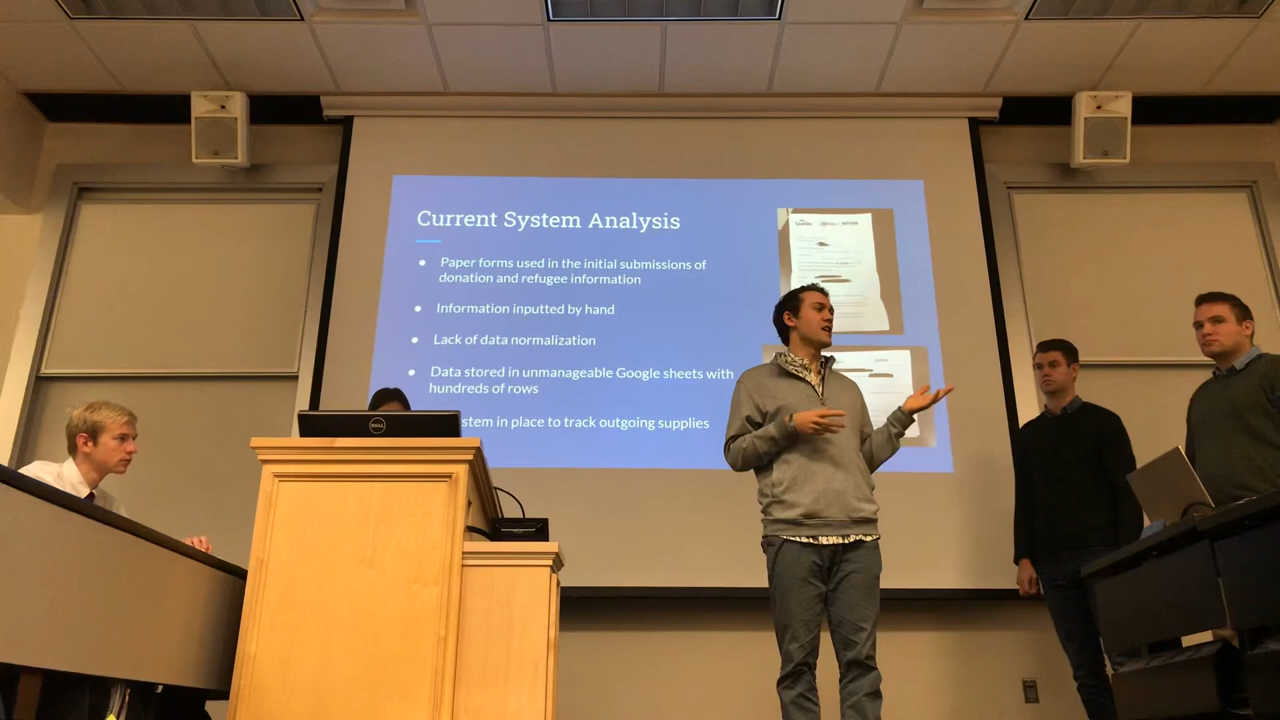 Current System Analysis
Paper forms used in the initial submissions of
donation and refugee information
Information inputted by hand
Lack of data normalization
Data stored in unmanageable Google sheets with
hundreds of rows
stem in place to track outgoing supplies
DELL